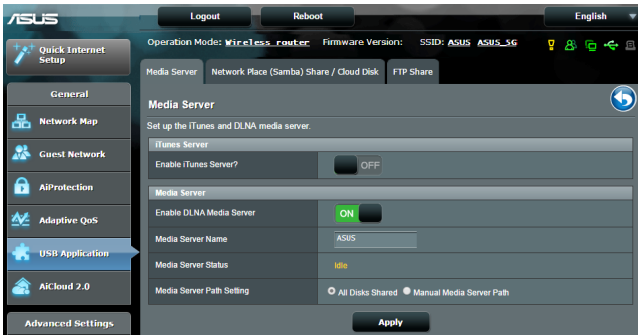 ASUS
Logout Reboot English
Quick Internet Setup
Operation Mode: Wireless router Firmware Version: SSID: ASUS ASUS_5G
Media Server Network Place (Samba) Share / Cloud Disk FTP Share
General
Network Map
Guest Network
AiProtection
Adaptive QoS
USB Application
AiCloud 2.0
Advanced Settings
Media Server
Set up the iTunes and DLNA media server.
iTunes Server
Enable iTunes Server? OFF
Media Server
Enable DLNA Media Server ON
Media Server Name ASUS
Media Server Status Idle
Media Server Path Setting All Disks Shared Manual Media Server Path
Apply